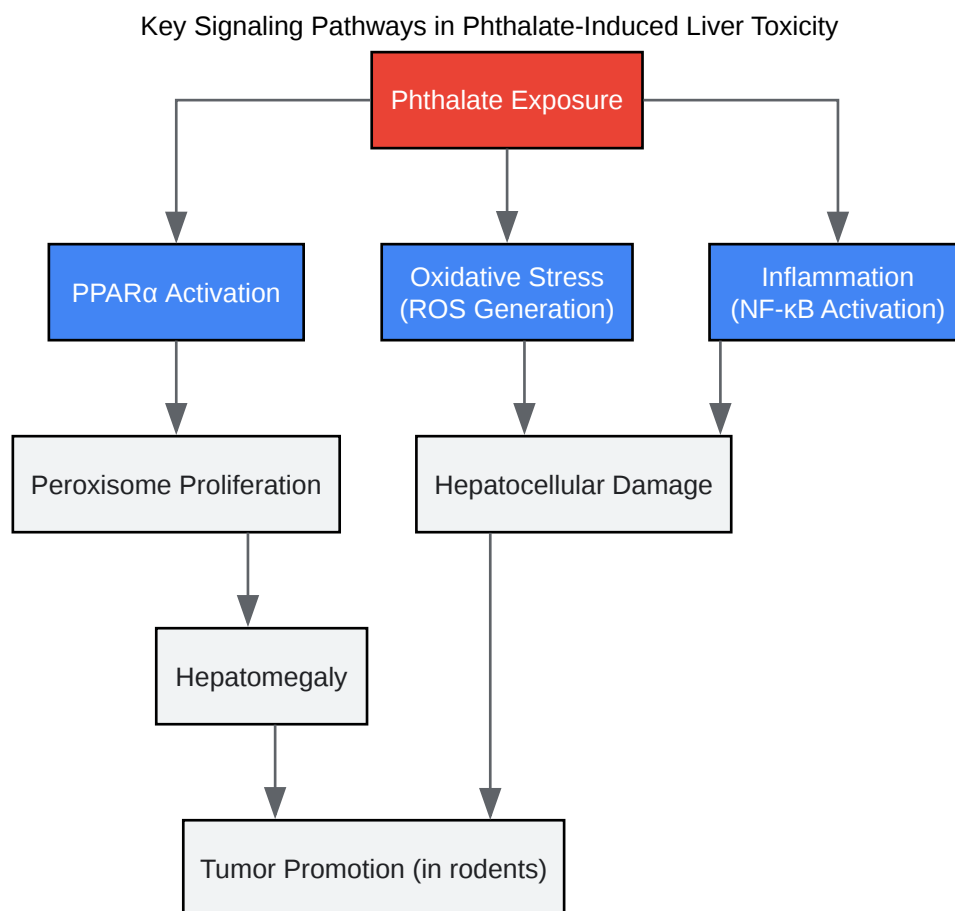 Key Signaling Pathways in Phthalate-Induced Liver Toxicity
Phthalate Exposure
PPARα Activation
Oxidative Stress
(ROS Generation)
Inflammation
(NF-κB Activation)
Peroxisome Proliferation
Hepatocellular Damage
Hepatomegaly
Tumor Promotion (in rodents)